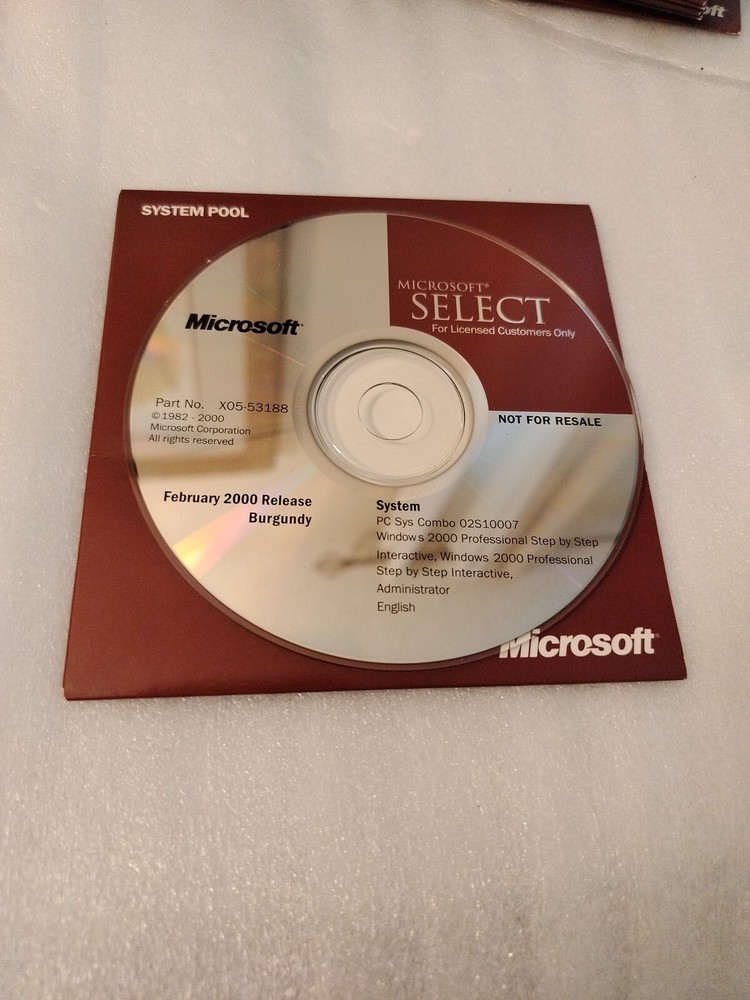 SYSTEM POOL
Microsoft®
MICROSOFT®
SELECT
For Licensed Customers Only
Part No. X05-53188
©1982 - 2000
Microsoft Corporation
All rights reserved
NOT FOR RESALE
February 2000 Release
Burgundy
System
PC Sys Combo 02S10007
Windows 2000 Professional Step by Step
Interactive, Windows 2000 Professional
Step by Step Interactive,
Administrator
English
Microsoft®